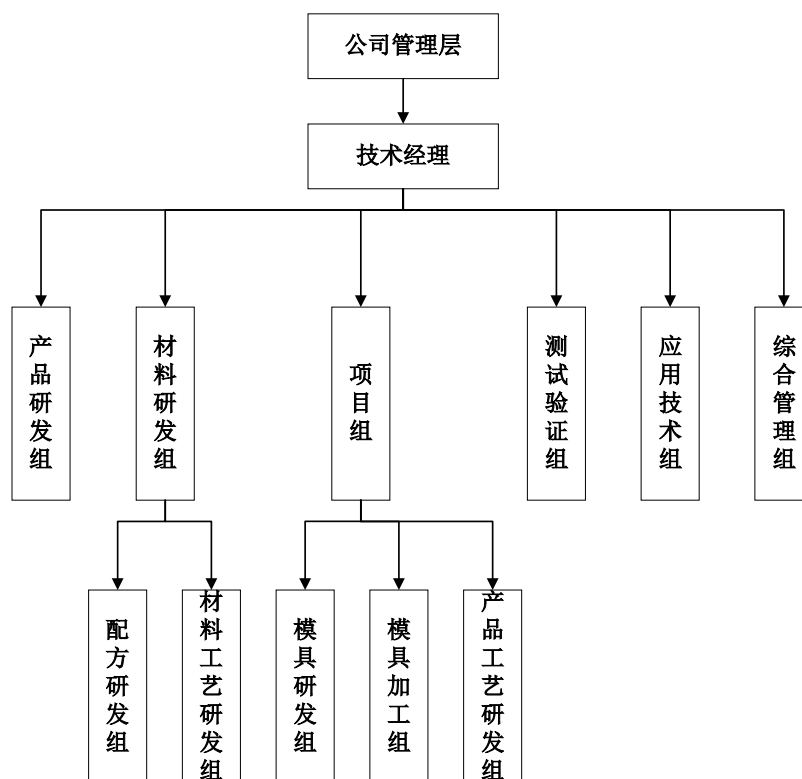 公司管理层
技术经理
产品研发组
材料研发组
项目组
测试验证组
应用技术组
综合管理组
配方研发组
材料工艺研发组
模具研发组
模具加工组
产品工艺研发组